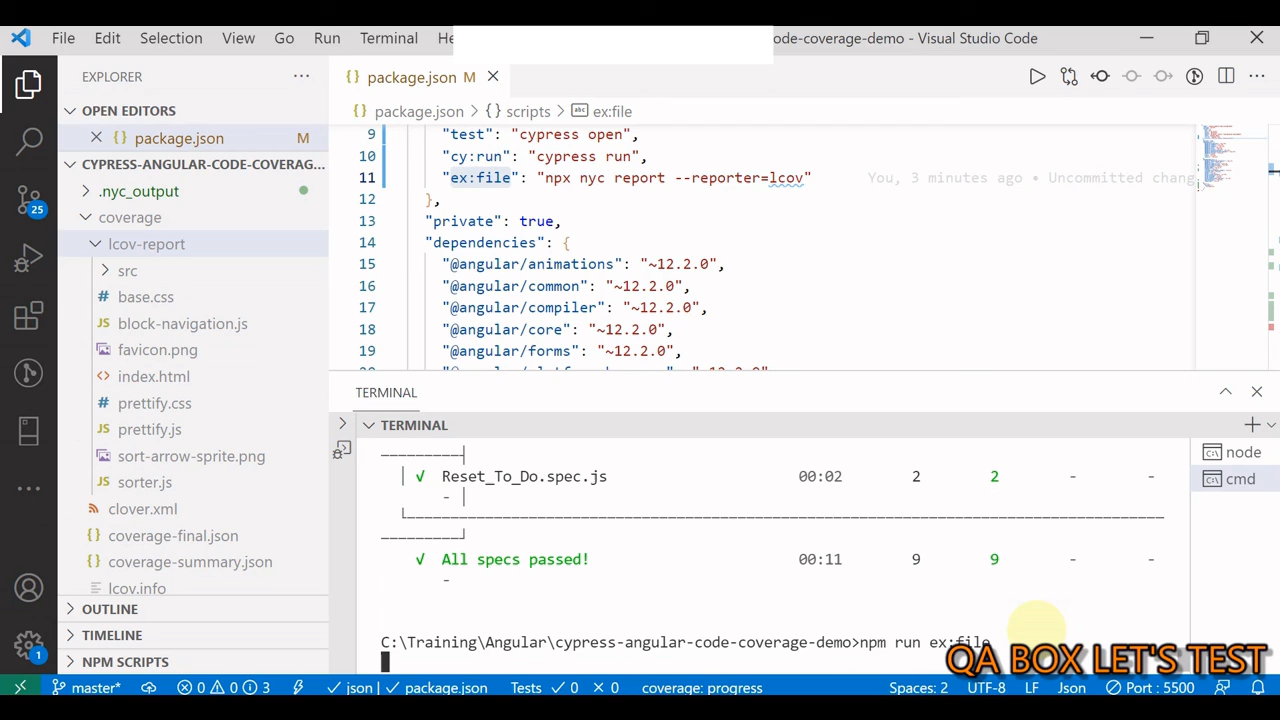 File Edit Selection View Go Run Terminal He ode-coverage-demo - Visual Studio Code
EXPLORER
OPEN EDITORS
package.json M
CYPRESS-ANGULAR-CODE-COVERAG...
.nyc_output
coverage
lcov-report
src
base.css
block-navigation.js
favicon.png
index.html
prettify.css
prettify.js
sort-arrow-sprite.png
sorter.js
clover.xml
coverage-final.json
coverage-summary.json
lcov.info
OUTLINE
TIMELINE
NPM SCRIPTS
25
1
package.json M
package.json > {} scripts > ex:file
9 "test": "cypress open",
10 "cy:run": "cypress run",
11 "ex:file": "npx nyc report --reporter=lcov" You, 3 minutes ago • Uncommitted chang
12 },
13 "private": true,
14 "dependencies": {
15 "@angular/animations": "~12.2.0",
16 "@angular/common": "~12.2.0",
17 "@angular/compiler": "~12.2.0",
18 "@angular/core": "~12.2.0",
19 "@angular/forms": "~12.2.0",
TERMINAL
TERMINAL
node
cmd
√ Reset_To_Do.spec.js 00:02 2 2 - -
-
√ All specs passed! 00:11 9 9 - -
-
C:\Training\Angular\cypress-angular-code-coverage-demo>npm run ex:file
QA BOX LET'S TEST
master* 0 0 3 json package.json Tests 0 0 coverage: progress Spaces: 2 UTF-8 LF Json Port : 5500